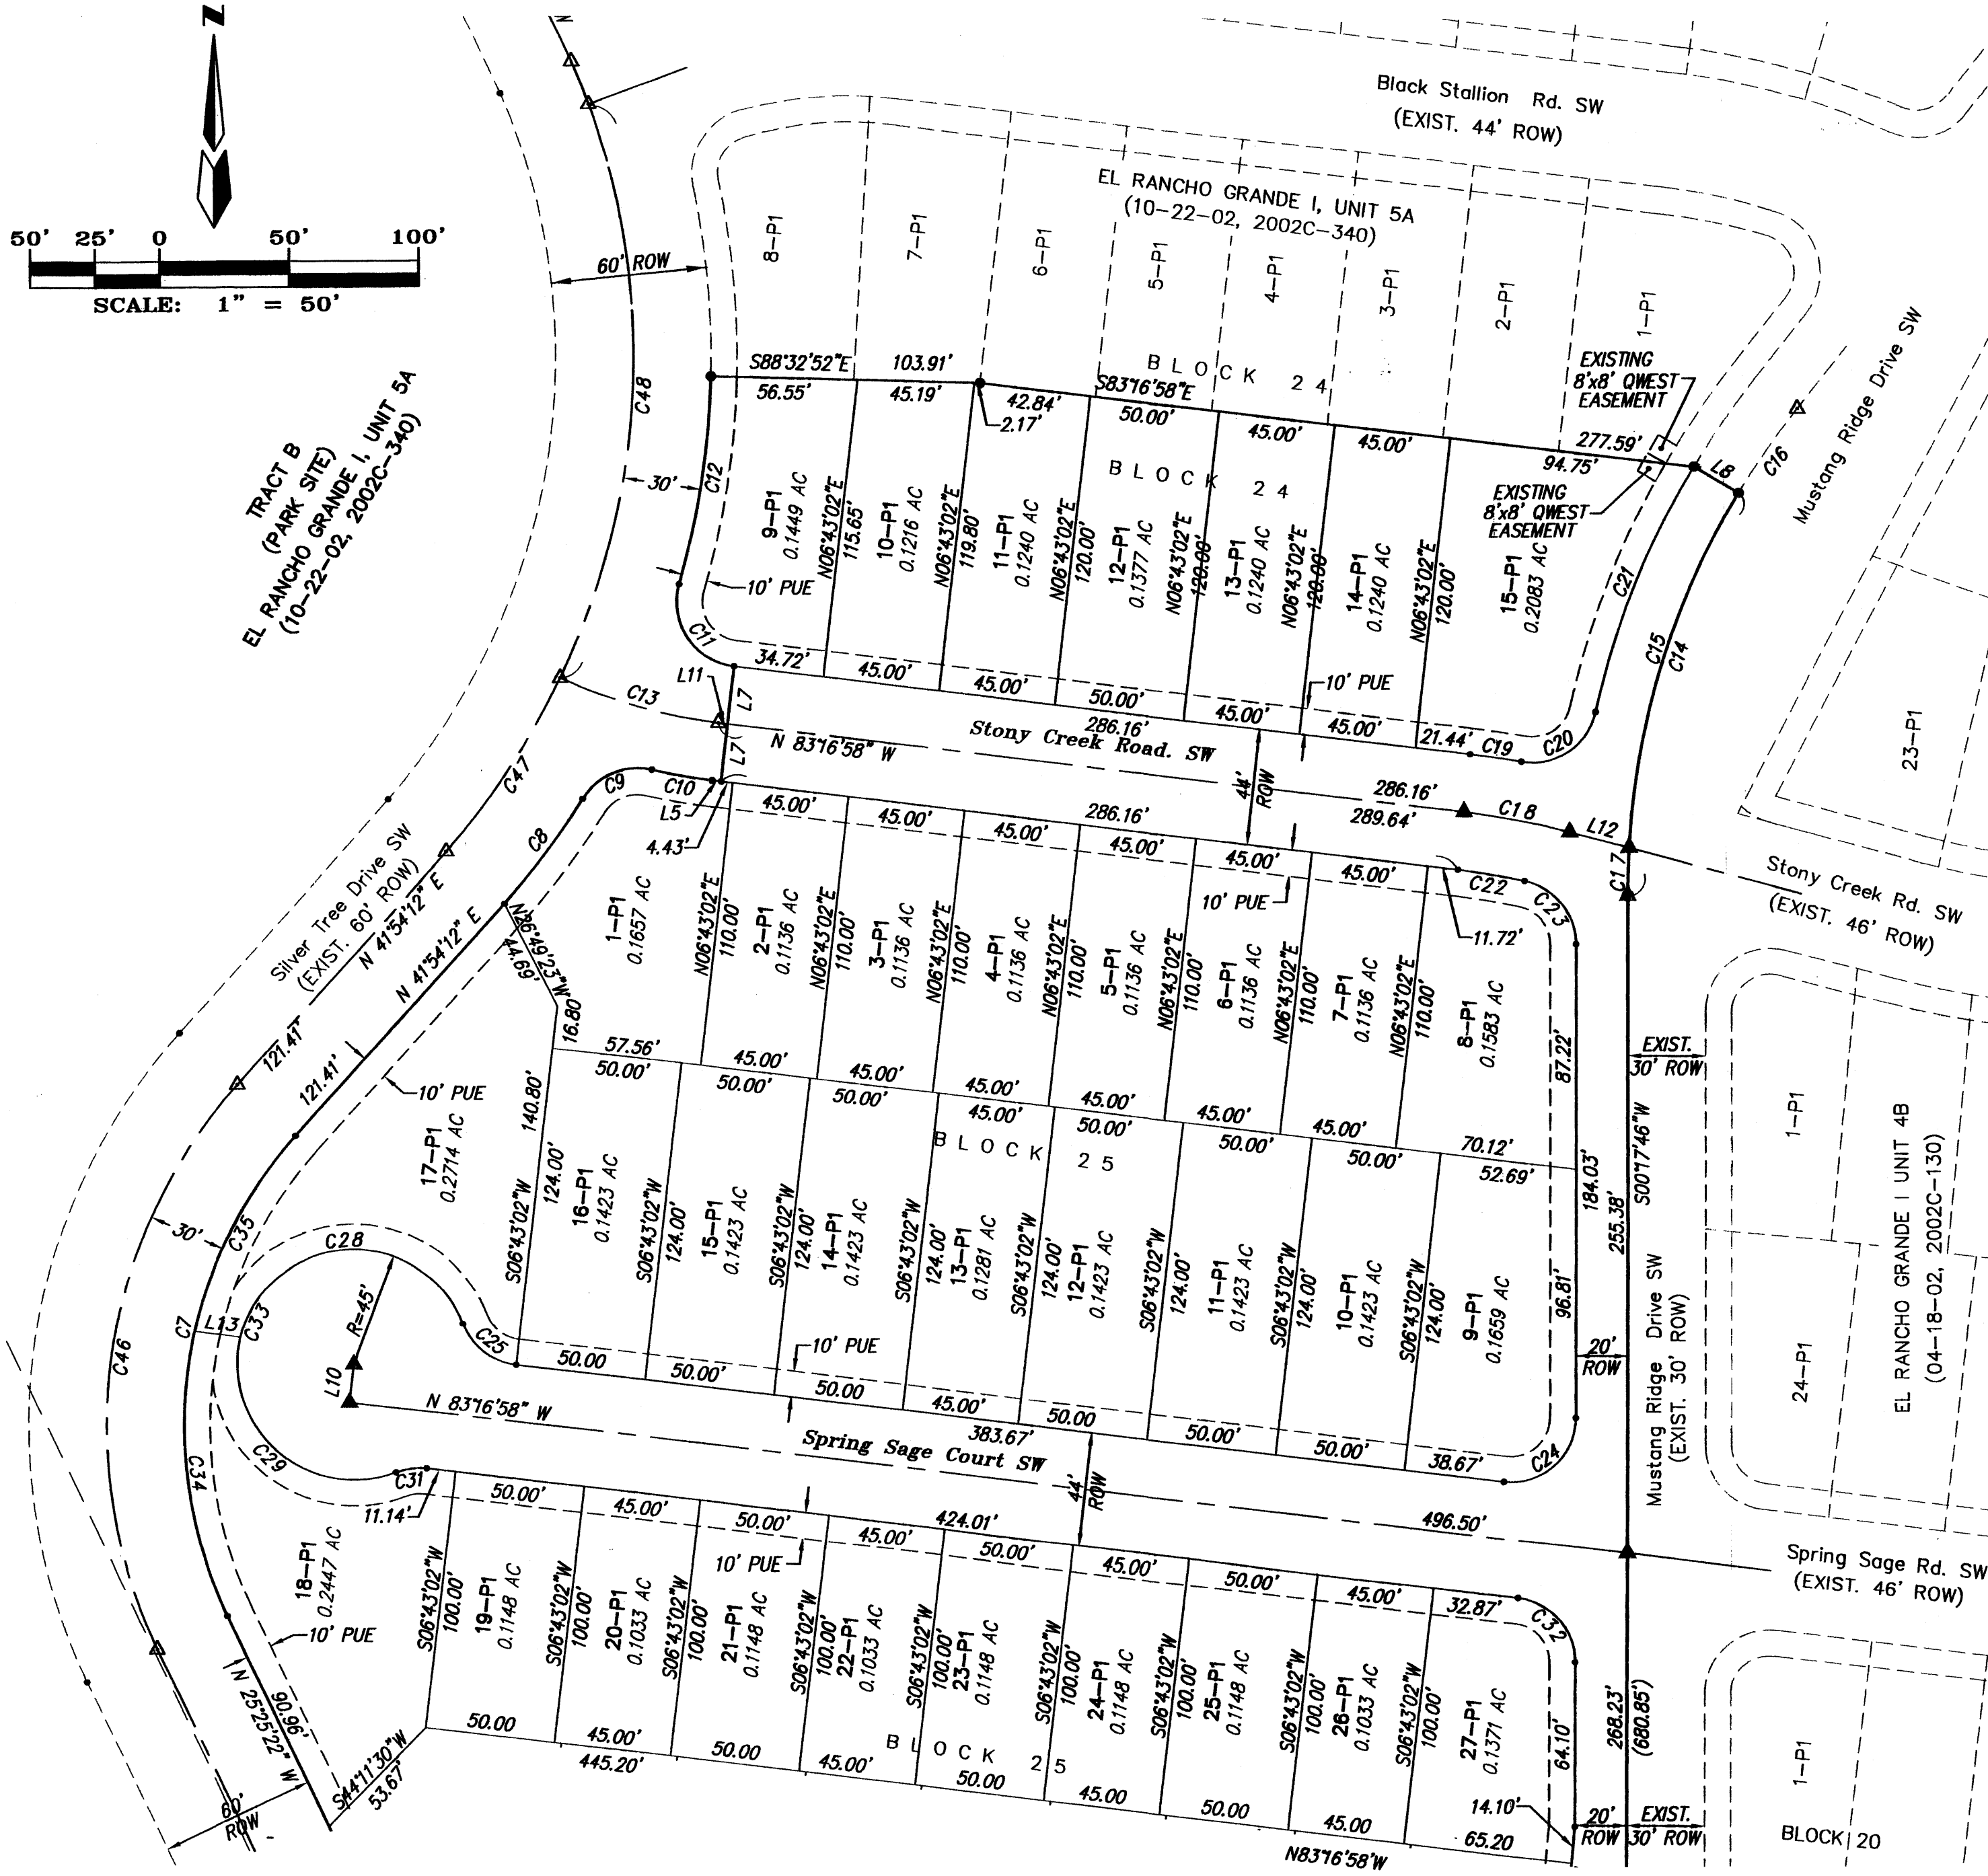 N
50' 25' 0 50' 100'
SCALE: 1" = 50'
Black Stallion Rd. SW
(EXIST. 44' ROW)
EL RANCHO GRANDE I, UNIT 5A
(10-22-02, 2002C-340)
8-P1
7-P1
6-P1
5-P1
4-P1
3-P1
2-P1
1-P1
60' ROW
C48
30'
TRACT B
(PARK SITE)
EL RANCHO GRANDE I, UNIT 5A
(10-22-02, 2002C-340)
S88°32'52"E 103.91'
56.55'
45.19'
2.17'
42.84'
BLOCK 24
S83°16'58"E
50.00'
45.00'
45.00'
277.59'
94.75'
EXISTING
8'x8' QWEST
EASEMENT
EXISTING
8'x8' QWEST
EASEMENT
L8
C16
Mustang Ridge Drive SW
BLOCK 24
C12
9-P1
0.1449 AC
N06°43'02"E
115.65'
10-P1
0.1216 AC
N06°43'02"E
119.80'
11-P1
0.1240 AC
N06°43'02"E
120.00'
12-P1
0.1377 AC
N06°43'02"E
120.00'
13-P1
0.1240 AC
N06°43'02"E
120.00'
14-P1
0.1240 AC
N06°43'02"E
120.00'
15-P1
0.2083 AC
C21
C15
C14
10' PUE
C11
34.72'
45.00'
45.00'
50.00'
45.00'
45.00'
21.44'
C19
C20
10' PUE
286.16'
L11
L7
C13
L7
N 83°16'58" W
Stony Creek Road. SW
44'
ROW
286.16'
289.64'
C18
L12
C17
23-P1
Stony Creek Rd. SW
(EXIST. 46' ROW)
C47
C9
C10
L5
4.43'
C8
45.00'
45.00'
45.00'
286.16'
45.00'
45.00'
45.00'
10' PUE
C22
C23
11.72'
Silver Tree Drive SW
(EXIST. 60' ROW)
N 41°54'12" E
N 41°54'12" E
121.41'
121.41'
N26°49'23"W
44.69
16.80'
1-P1
0.1657 AC
N06°43'02"E
110.00'
2-P1
0.1136 AC
N06°43'02"E
110.00'
3-P1
0.1136 AC
N06°43'02"E
110.00'
4-P1
0.1136 AC
N06°43'02"E
110.00'
5-P1
0.1136 AC
N06°43'02"E
110.00'
6-P1
0.1136 AC
N06°43'02"E
110.00'
7-P1
0.1136 AC
N06°43'02"E
110.00'
8-P1
0.1583 AC
87.22'
EXIST.
30' ROW
57.56'
45.00'
45.00'
45.00'
45.00'
45.00'
45.00'
70.12'
50.00'
50.00'
50.00'
45.00'
50.00'
50.00'
50.00'
52.69'
BLOCK 25
10' PUE
17-P1
0.2714 AC
140.80'
S06°43'02"W
124.00'
16-P1
0.1423 AC
S06°43'02"W
124.00'
15-P1
0.1423 AC
S06°43'02"W
124.00'
14-P1
0.1423 AC
S06°43'02"W
124.00'
13-P1
0.1281 AC
S06°43'02"W
124.00'
12-P1
0.1423 AC
S06°43'02"W
124.00'
11-P1
0.1423 AC
S06°43'02"W
124.00'
10-P1
0.1423 AC
S06°43'02"W
124.00'
9-P1
0.1659 AC
96.81'
184.03'
255.38'
S00°17'46"W
20'
ROW
Mustang Ridge Drive SW
(EXIST. 30' ROW)
1-P1
24-P1
EL RANCHO GRANDE I UNIT 4B
(04-18-02, 2002C-130)
30'
C35
C28
C33
C7
L13
R=45'
L10
C25
C46
C34
C29
C31
11.14'
10' PUE
50.00
50.00'
50.00
45.00'
50.00
50.00'
50.00'
38.67'
C24
383.67'
N 83°16'58" W
Spring Sage Court SW
44'
ROW
496.50'
Spring Sage Rd. SW
(EXIST. 46' ROW)
50.00'
45.00'
50.00'
424.01'
45.00'
50.00'
45.00'
50.00'
45.00'
32.87'
C32
10' PUE
18-P1
0.2447 AC
10' PUE
S06°43'02"W
100.00'
19-P1
0.1148 AC
S06°43'02"W
100.00'
20-P1
0.1033 AC
S06°43'02"W
100.00'
21-P1
0.1148 AC
S06°43'02"W
100.00'
22-P1
0.1033 AC
S06°43'02"W
100.00'
23-P1
0.1148 AC
S06°43'02"W
100.00'
24-P1
0.1148 AC
S06°43'02"W
100.00'
25-P1
0.1148 AC
S06°43'02"W
100.00'
26-P1
0.1033 AC
S06°43'02"W
100.00'
27-P1
0.1371 AC
64.10'
268.23'
(680.85')
90.96'
N 25°25'22" W
S44°11'30"W
53.67'
60'
ROW
50.00
45.00'
445.20'
50.00
45.00'
BLOCK 25
50.00
45.00
50.00
45.00
65.20
14.10'
N83°16'58"W
20'
ROW
EXIST.
30' ROW
1-P1
BLOCK 20